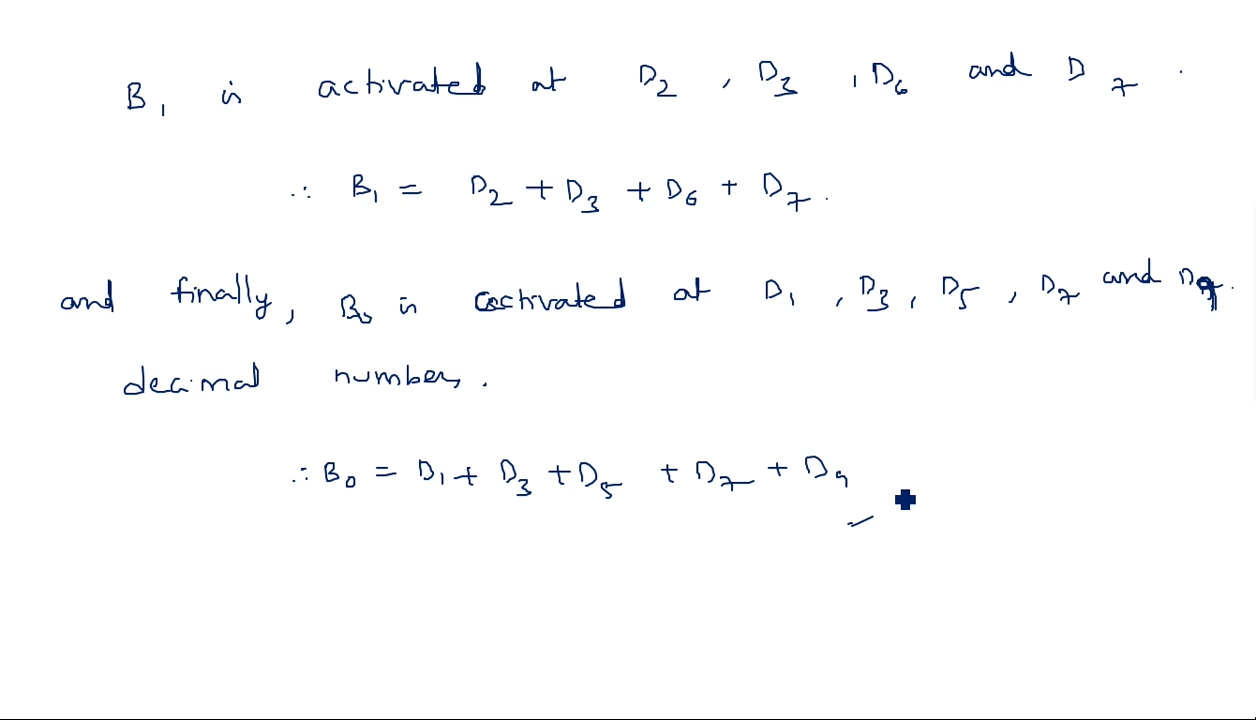 B₁ is activated at D₂ , D₃ , D₆ and D₇ .
∴ B₁ = D₂ + D₃ + D₆ + D₇ .
and finally, B₀ is activated at D₁ , D₃ , D₅ , D₇ and D₉ .
decimal numbers .
∴ B₀ = D₁ + D₃ + D₅ + D₇ + D₉